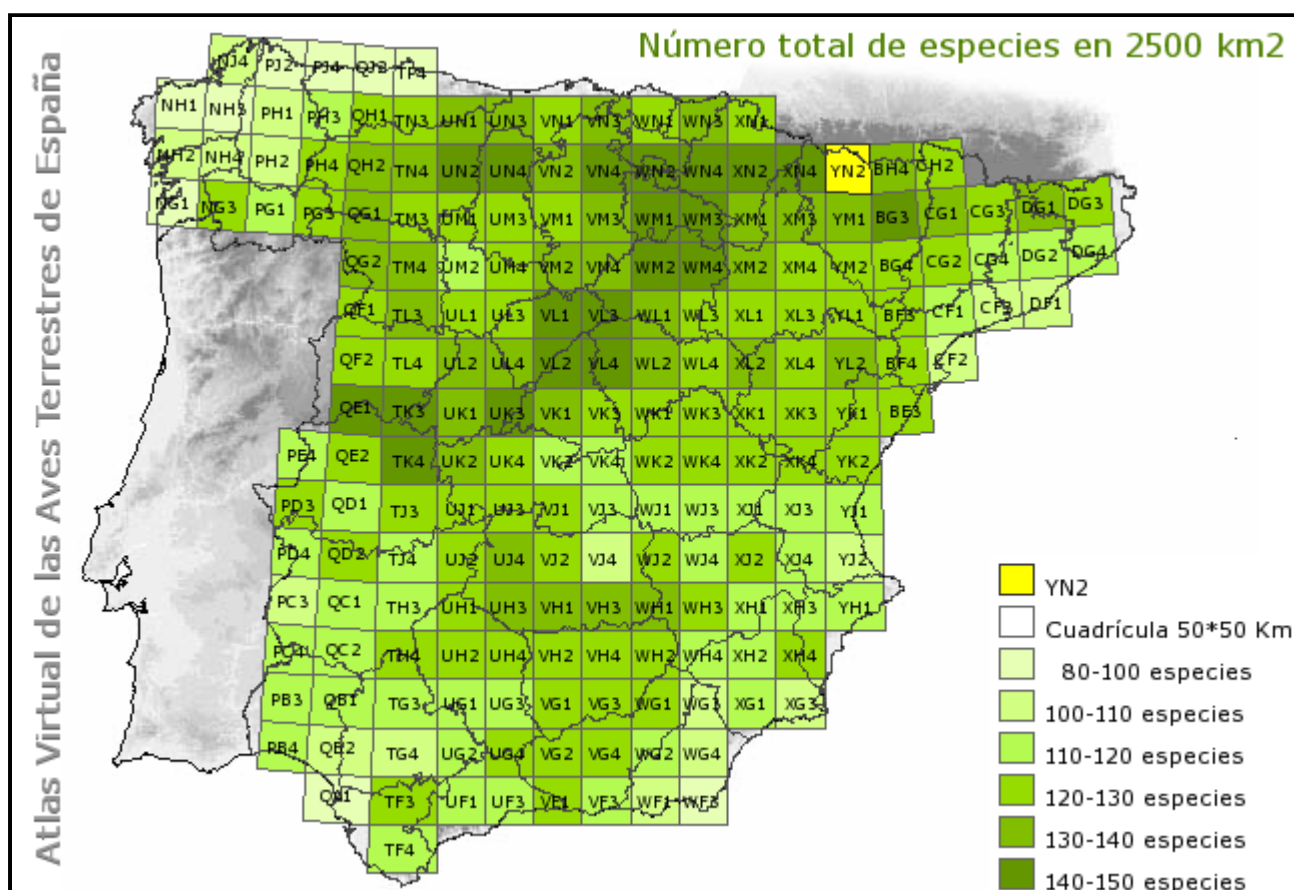 Número total de especies en 2500 km2
Atlas Virtual de las Aves Terrestres de España
NJ4 PJ2 PJ4 QJ2 TP4
NH1 NH3 PH1 PH3 QH1 TN3 UN1 UN3 VN1 VN3 WN1 WN3 XN1
NH2 NH4 PH2 PH4 QH2 TN4 UN2 UN4 VN2 VN4 WN2 WN4 XN2 XN4 YN2 BH4 CH2
NG1 NG3 PG1 PG3 QG1 TM3 UM1 UM3 VM1 VM3 WM1 WM3 XM1 XM3 YM1 BG3 CG1 CG3 DG1 DG3
QG2 TM4 UM2 UM4 VM2 VN4 WM2 WM4 XM2 XM4 YM2 BG4 CG2 CG4 DG2 DG4
QF1 TL3 UL1 UL3 VL1 VL3 WL1 WL3 XL1 XL3 YL1 BF3 CF1 CF3 DF1
QF2 TL4 UL2 UL4 VL2 VL4 WL2 WL4 XL2 XL4 YL2 BF4 CF2
QE1 TK3 UK1 UK3 VK1 VK3 WK1 WK3 XK1 XK3 YK1 BE3
PE4 QE2 TK4 UK2 UK4 VK2 VK4 WK2 WK4 XK2 XK4 YK2
PD3 QD1 TJ3 UJ1 UJ3 VJ1 VJ3 WJ1 WJ3 XJ1 XJ3 YJ1
PD4 QD2 TJ4 UJ2 UJ4 VJ2 VJ4 WJ2 WJ4 XJ2 XJ4 YJ2
PC3 QC1 TH3 UH1 UH3 VH1 VH3 WH1 WH3 XH1 XH3 YH1
PC4 QC2 TH4 UH2 UH4 VH2 VH4 WH2 WH4 XH2 XH4
PB3 QB1 TG3 UG1 UG3 VG1 VG3 WG1 WG3 XG1 XG3
PB4 QB2 TG4 UG2 UG4 VG2 VG4 WG2 WG4
QA1 TF3 UF1 UF3 VF1 VF3 WF1 WF3
TF4
YN2
Cuadrícula 50*50 Km
80-100 especies
100-110 especies
110-120 especies
120-130 especies
130-140 especies
140-150 especies